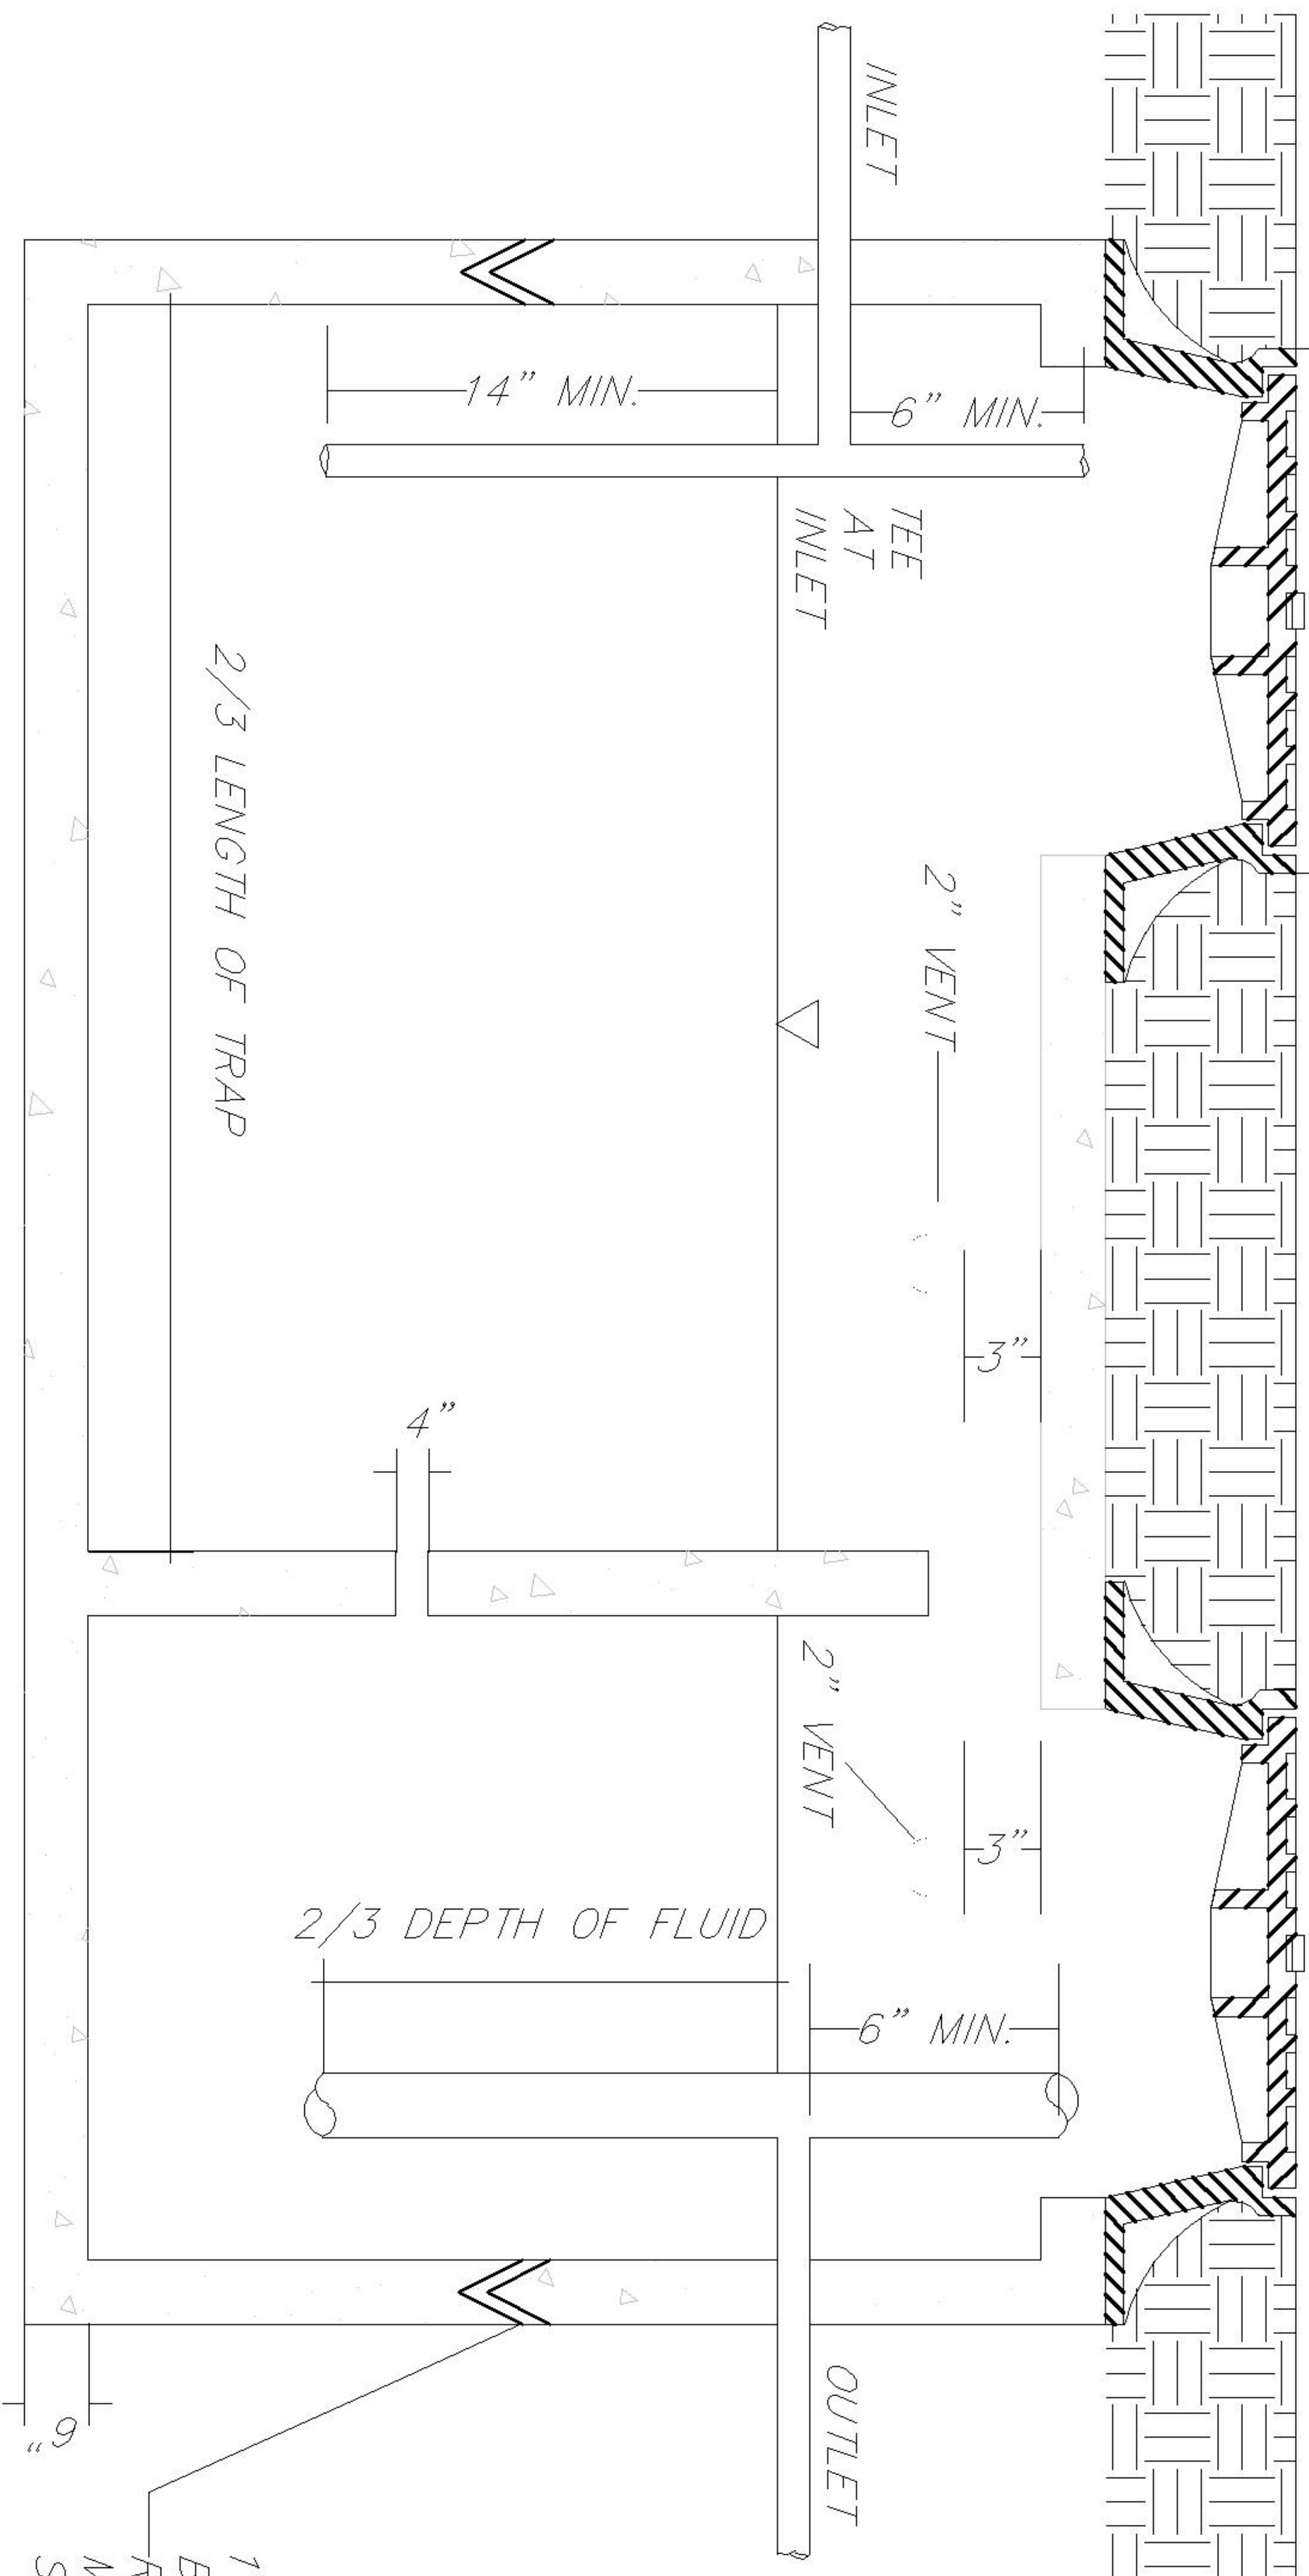 INLET
14" MIN.
6" MIN.
TEE
AT
INLET
2/3 LENGTH OF TRAP
2" VENT
3"
4"
2" VENT
3"
2/3 DEPTH OF FLUID
6" MIN.
OUTLET
6"